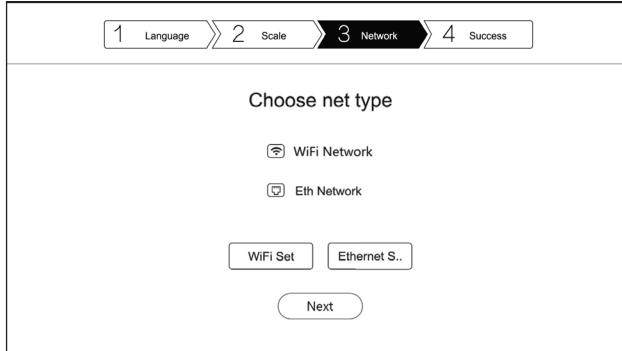 1 Language 2 Scale 3 Network 4 Success
Choose net type
WiFi Network
Eth Network
WiFi Set Ethernet S..
Next